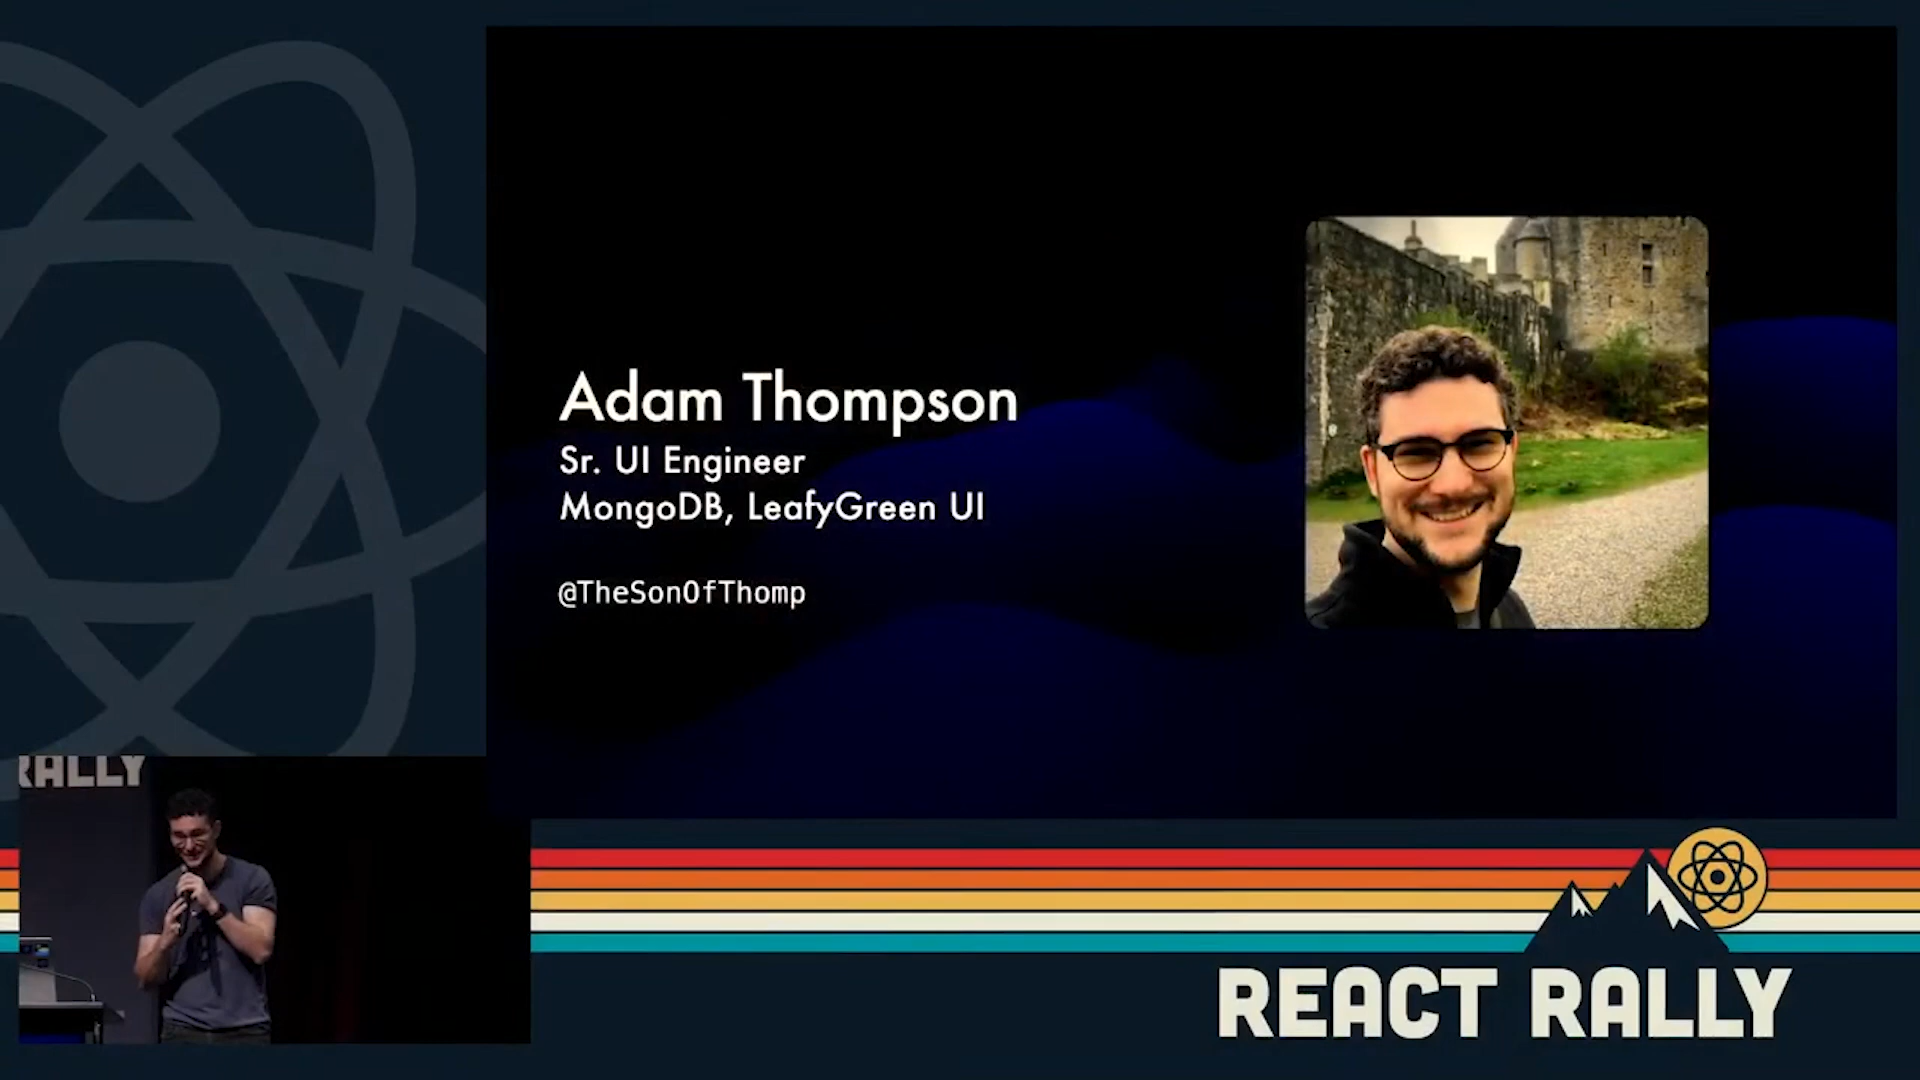 Adam Thompson
Sr. UI Engineer
MongoDB, LeafyGreen UI
@TheSonOfThomp
RALLY
REACT RALLY